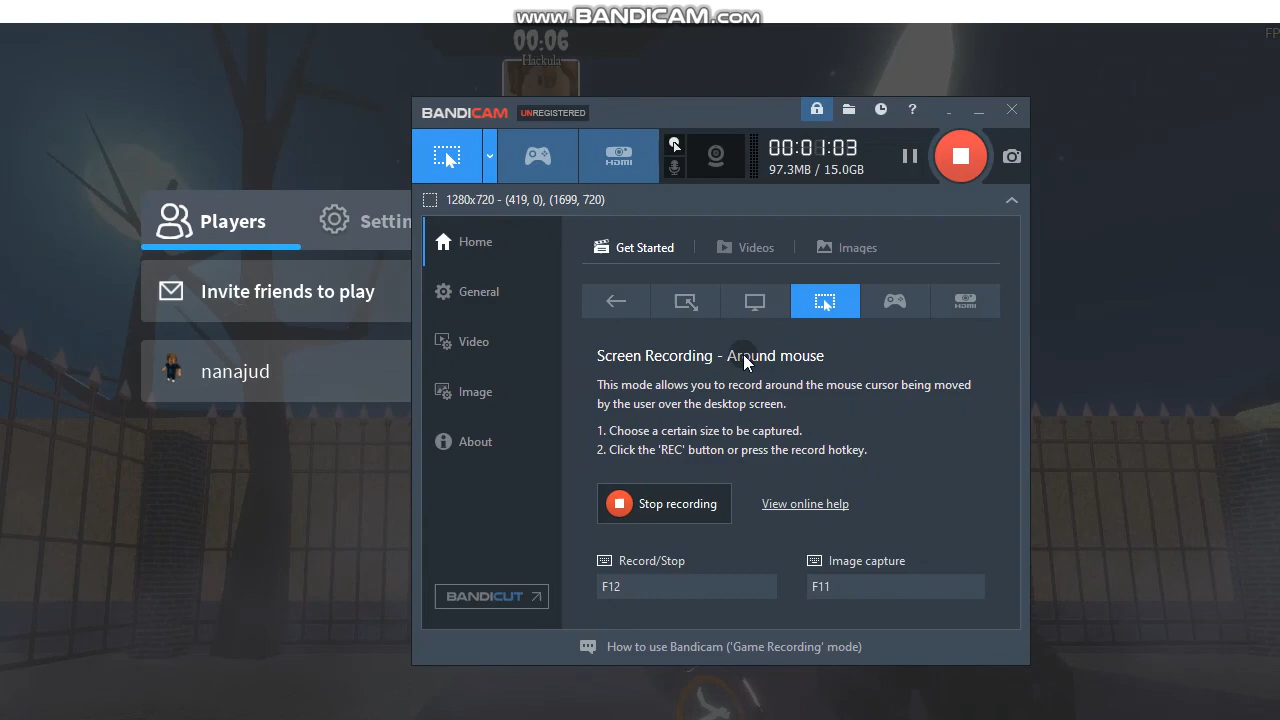 www.BANDICAM.com
00:06
Hackula
FP
BANDICAM UNREGISTERED
?
HDMI
00:01:03
97.3MB / 15.0GB
1280x720 - (419, 0), (1699, 720)
Players
Settin
Invite friends to play
nanajud
Home
General
Video
Image
About
BANDICUT
Get Started
Videos
Images
HDMI
Screen Recording - Around mouse
This mode allows you to record around the mouse cursor being moved
by the user over the desktop screen.
1. Choose a certain size to be captured.
2. Click the 'REC' button or press the record hotkey.
Stop recording
View online help
Record/Stop
Image capture
F12
F11
How to use Bandicam ('Game Recording' mode)